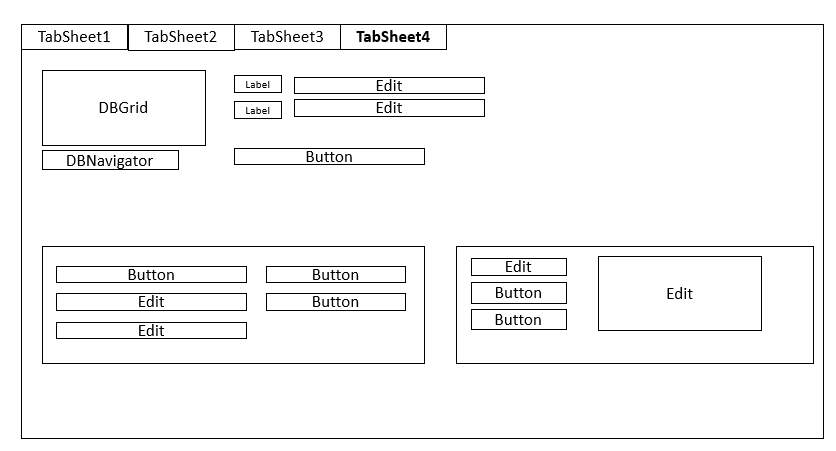 TabSheet1
TabSheet2
TabSheet3
TabSheet4
DBGrid
DBNavigator
Label
Edit
Label
Edit
Button
Button
Button
Edit
Button
Edit
Edit
Button
Button
Edit